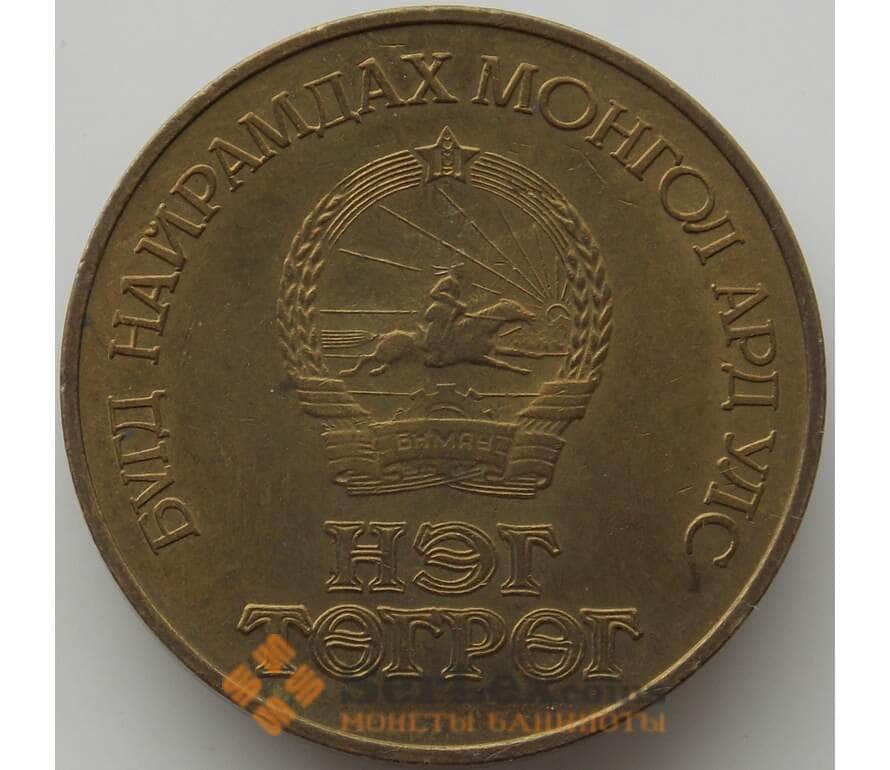 БҮГД НАЙРАМДАХ МОНГОЛ АРД УЛС
БНМАУ
НЭГ
ТӨГРӨГ
МОНЕТЫ БАНКНОТЫ